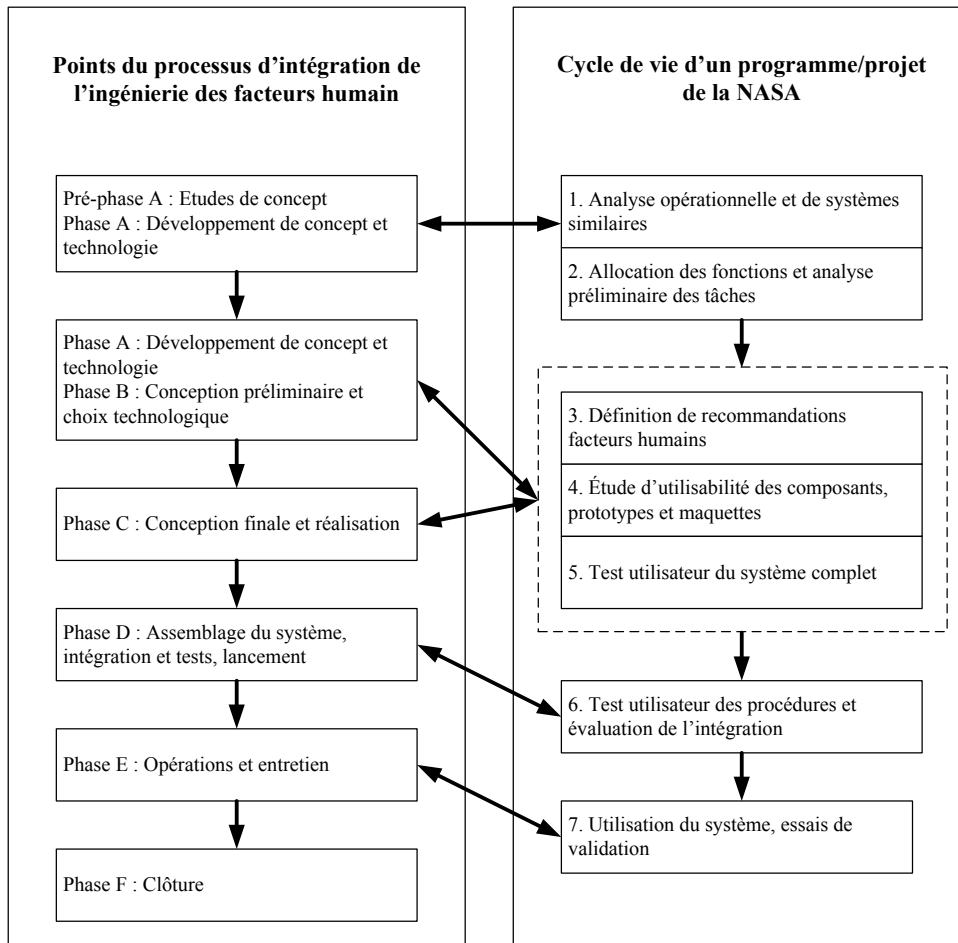 Points du processus d'intégration de
l'ingénierie des facteurs humain
Pré-phase A : Etudes de concept
Phase A : Développement de concept et
technologie
Phase A : Développement de concept et
technologie
Phase B : Conception préliminaire et
choix technologique
Phase C : Conception finale et réalisation
Phase D : Assemblage du système,
intégration et tests, lancement
Phase E : Opérations et entretien
Phase F : Clôture
Cycle de vie d'un programme/projet
de la NASA
1. Analyse opérationnelle et de systèmes
similaires
2. Allocation des fonctions et analyse
préliminaire des tâches
3. Définition de recommandations
facteurs humains
4. Étude d'utilisabilité des composants,
prototypes et maquettes
5. Test utilisateur du système complet
6. Test utilisateur des procédures et
évaluation de l'intégration
7. Utilisation du système, essais de
validation